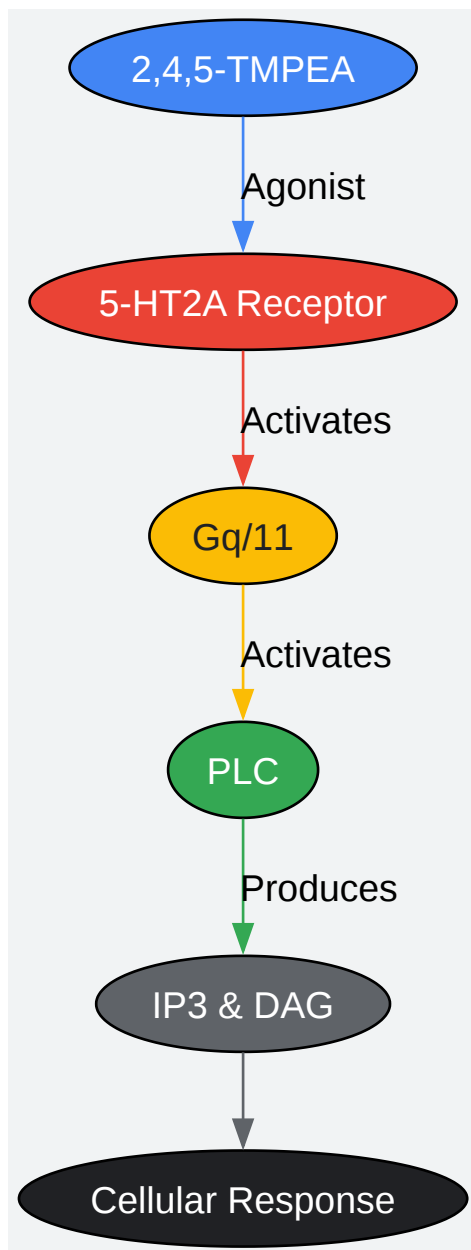 2,4,5-TMPEA
Agonist
5-HT2A Receptor
Activates
Gq/11
Activates
PLC
Produces
IP3 & DAG
Cellular Response